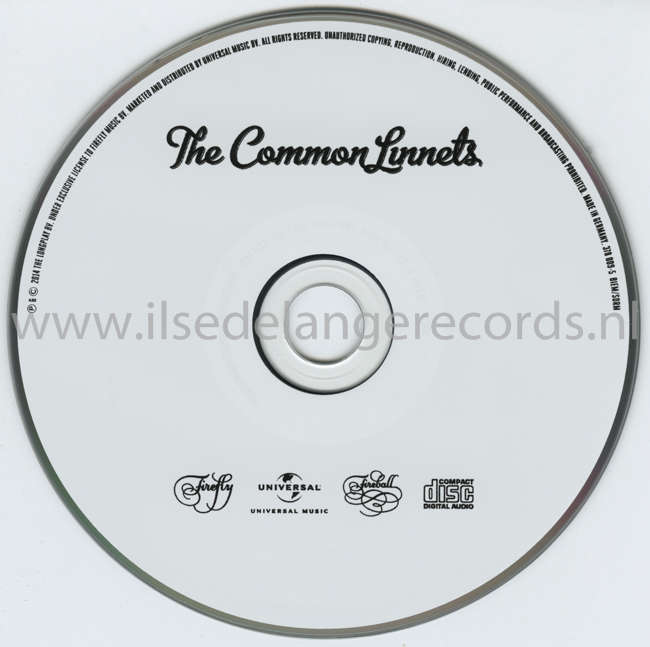 ℗ & © 2014 THE LONGPLAY BV. UNDER EXCLUSIVE LICENSE TO FIREFLY MUSIC BV. MARKETED AND DISTRIBUTED BY UNIVERSAL MUSIC BV. ALL RIGHTS RESERVED. UNAUTHORIZED COPYING, REPRODUCTION, HIRING, LENDING, PUBLIC PERFORMANCE AND BROADCASTING PROHIBITED. MADE IN GERMANY. 378 009-5 BIEM/SDRM
The Common Linnets
www.ilsedelangerecords.nl
Firefly
UNIVERSAL
UNIVERSAL MUSIC
Fireball
COMPACT
disc
DIGITAL AUDIO